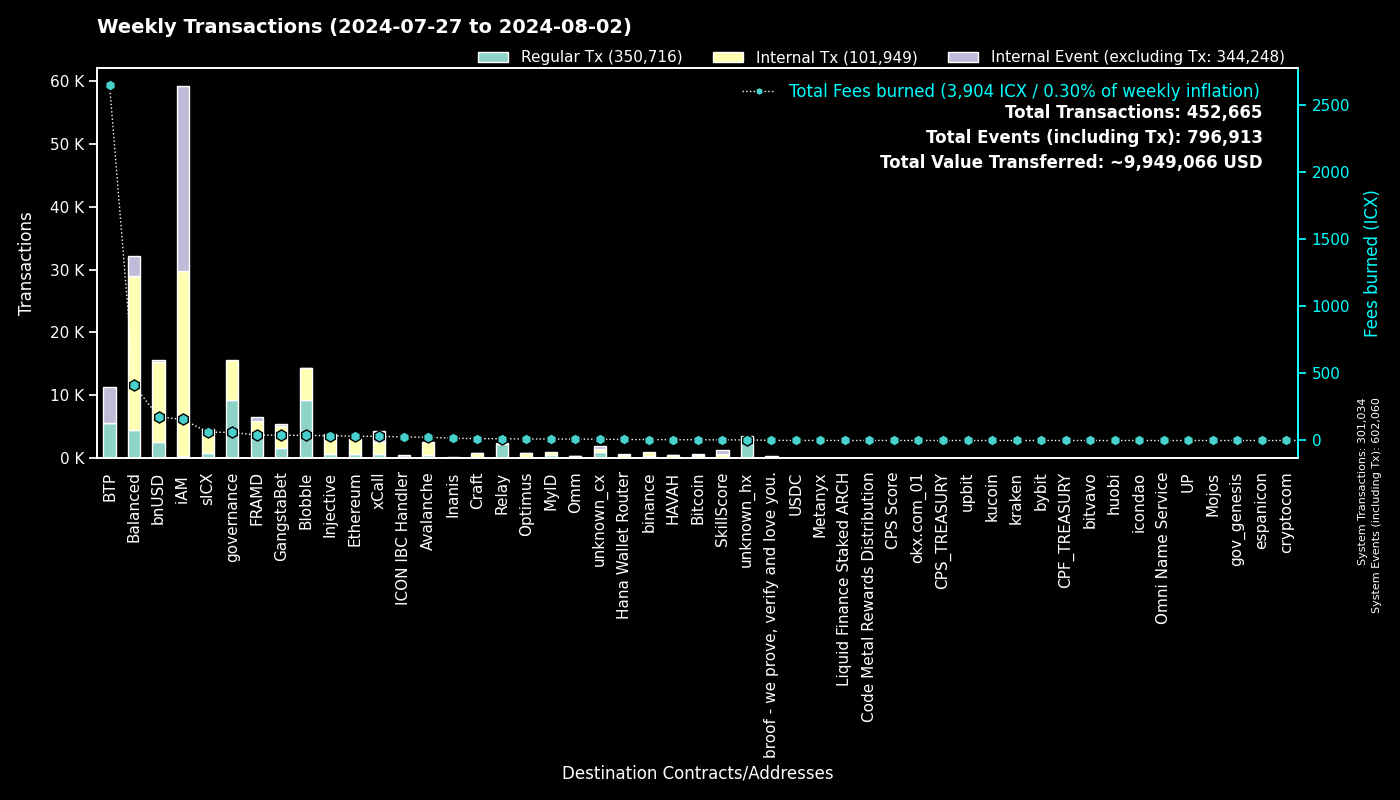 Weekly Transactions (2024-07-27 to 2024-08-02)
Regular Tx (350,716)
Internal Tx (101,949)
Internal Event (excluding Tx: 344,248)
Total Fees burned (3,904 ICX / 0.30% of weekly inflation)
Total Transactions: 452,665
Total Events (including Tx): 796,913
Total Value Transferred: ~9,949,066 USD
Transactions
60 K
50 K
40 K
30 K
20 K
10 K
0 K
2500
2000
1500
1000
500
0
Fees burned (ICX)
System Transactions: 301,034
System Events (including Tx): 602,060
BTP
Balanced
bnUSD
iAM
sICX
governance
FRAMD
GangstaBet
Blobble
Injective
Ethereum
xCall
ICON IBC Handler
Avalanche
Inanis
Craft
Relay
Optimus
MyID
Omm
unknown_cx
Hana Wallet Router
binance
HAVAH
Bitcoin
SkillScore
unknown_hx
broof - we prove, verify and love you.
USDC
Metanyx
Liquid Finance Staked ARCH
Code Metal Rewards Distribution
CPS Score
okx.com_01
CPS_TREASURY
upbit
kucoin
kraken
bybit
CPF_TREASURY
bitvavo
huobi
icondao
Omni Name Service
UP
Mojos
gov_genesis
espanicon
cryptocom
Destination Contracts/Addresses